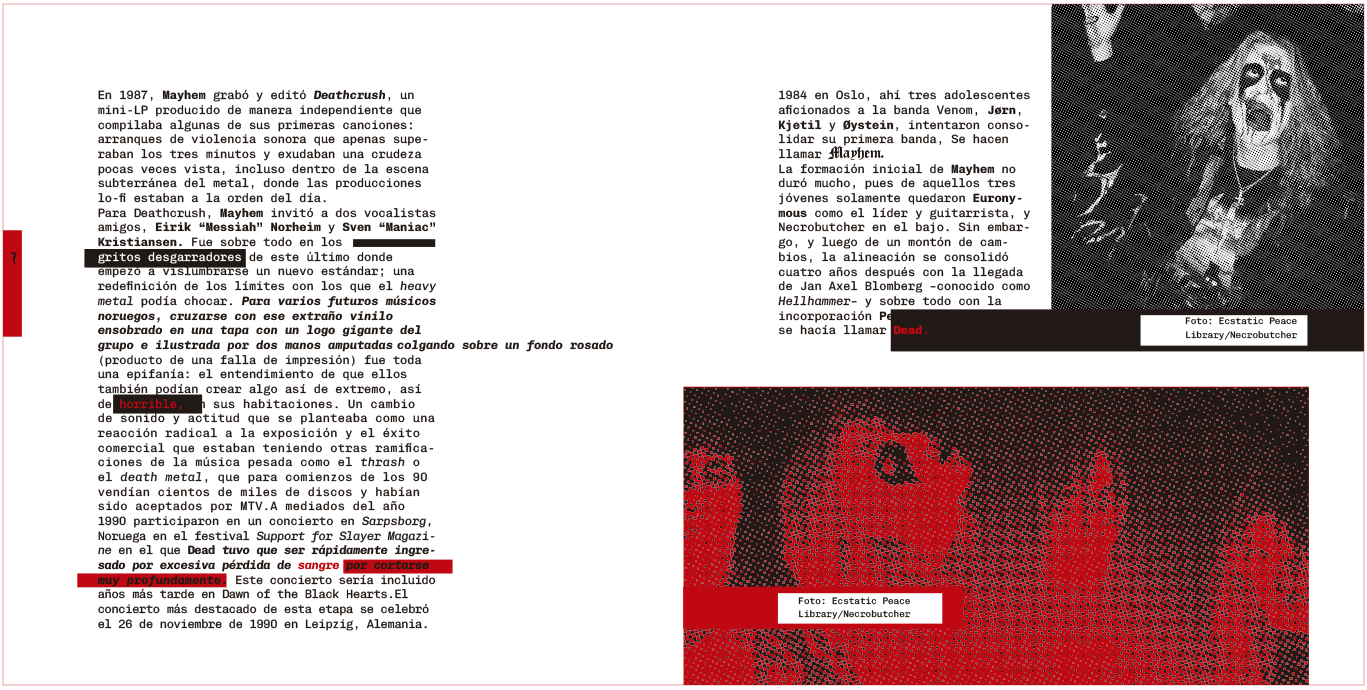 En 1987, Mayhem grabó y editó Deathcrush, un
mini-LP producido de manera independiente que
compilaba algunas de sus primeras canciones:
arranques de violencia sonora que apenas supe-
raban los tres minutos y exudaban una crudeza
pocas veces vista, incluso dentro de la escena
subterránea del metal, donde las producciones
lo-fi estaban a la orden del día.
Para Deathcrush, Mayhem invitó a dos vocalistas
amigos, Eirik “Messiah” Norheim y Sven “Maniac”
Kristiansen. Fue sobre todo en los
gritos desgarradores de este último donde
empezó a vislumbrarse un nuevo estándar; una
redefinición de los límites con los que el heavy
metal podía chocar. Para varios futuros músicos
noruegos, cruzarse con ese extraño vinilo
ensobrado en una tapa con un logo gigante del
grupo e ilustrada por dos manos amputadas colgando sobre un fondo rosado
(producto de una falla de impresión) fue toda
una epifanía: el entendimiento de que ellos
también podían crear algo así de extremo, así
de horrible, n sus habitaciones. Un cambio
de sonido y actitud que se planteaba como una
reacción radical a la exposición y el éxito
comercial que estaban teniendo otras ramifica-
ciones de la música pesada como el thrash o
el death metal, que para comienzos de los 90
vendían cientos de miles de discos y habían
sido aceptados por MTV.A mediados del año
1990 participaron en un concierto en Sarpsborg,
Noruega en el festival Support for Slayer Magazi-
ne en el que Dead tuvo que ser rápidamente ingre-
sado por excesiva pérdida de sangre por cortarse
muy profundamente. Este concierto sería incluido
años más tarde en Dawn of the Black Hearts.El
concierto más destacado de esta etapa se celebró
el 26 de noviembre de 1990 en Leipzig, Alemania.
1984 en Oslo, ahí tres adolescentes
aficionados a la banda Venom, Jørn,
Kjetil y Øystein, intentaron conso-
lidar su primera banda, Se hacen
llamar Mayhem.
La formación inicial de Mayhem no
duró mucho, pues de aquellos tres
jóvenes solamente quedaron Eurony-
mous como el líder y guitarrista, y
Necrobutcher en el bajo. Sin embar-
go, y luego de un montón de cam-
bios, la alineación se consolidó
cuatro años después con la llegada
de Jan Axel Blomberg –conocido como
Hellhammer– y sobre todo con la
incorporación Pe
se hacía llamar Dead.
Foto: Ecstatic Peace
Library/Necrobutcher
Foto: Ecstatic Peace
Library/Necrobutcher